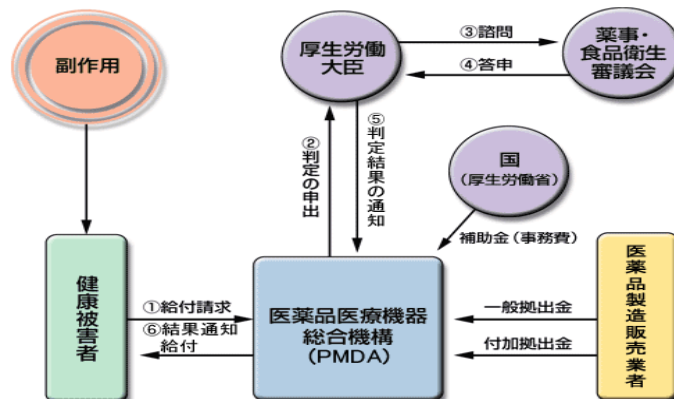 副作用
厚生労働
大臣
③諮問
④答申
薬事・
食品衛生
審議会
②判定の申出
⑤判定結果の通知
国
(厚生労働省)
補助金(事務費)
健康被害者
①給付請求
⑥結果通知
給付
医薬品医療機器
総合機構
(PMDA)
一般拠出金
付加拠出金
医薬品製造販売業者